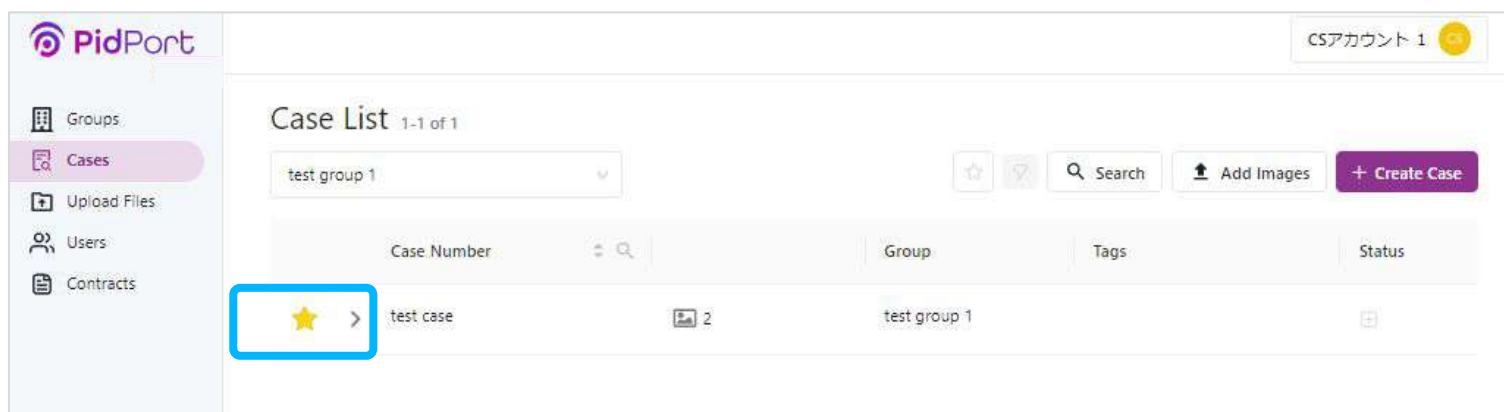 PidPort
CSアカウント 1 CS
Groups
Cases
Upload Files
Users
Contracts
Case List 1-1 of 1
test group 1
Search
Add Images
+ Create Case
Case Number
Group
Tags
Status
test case
2
test group 1